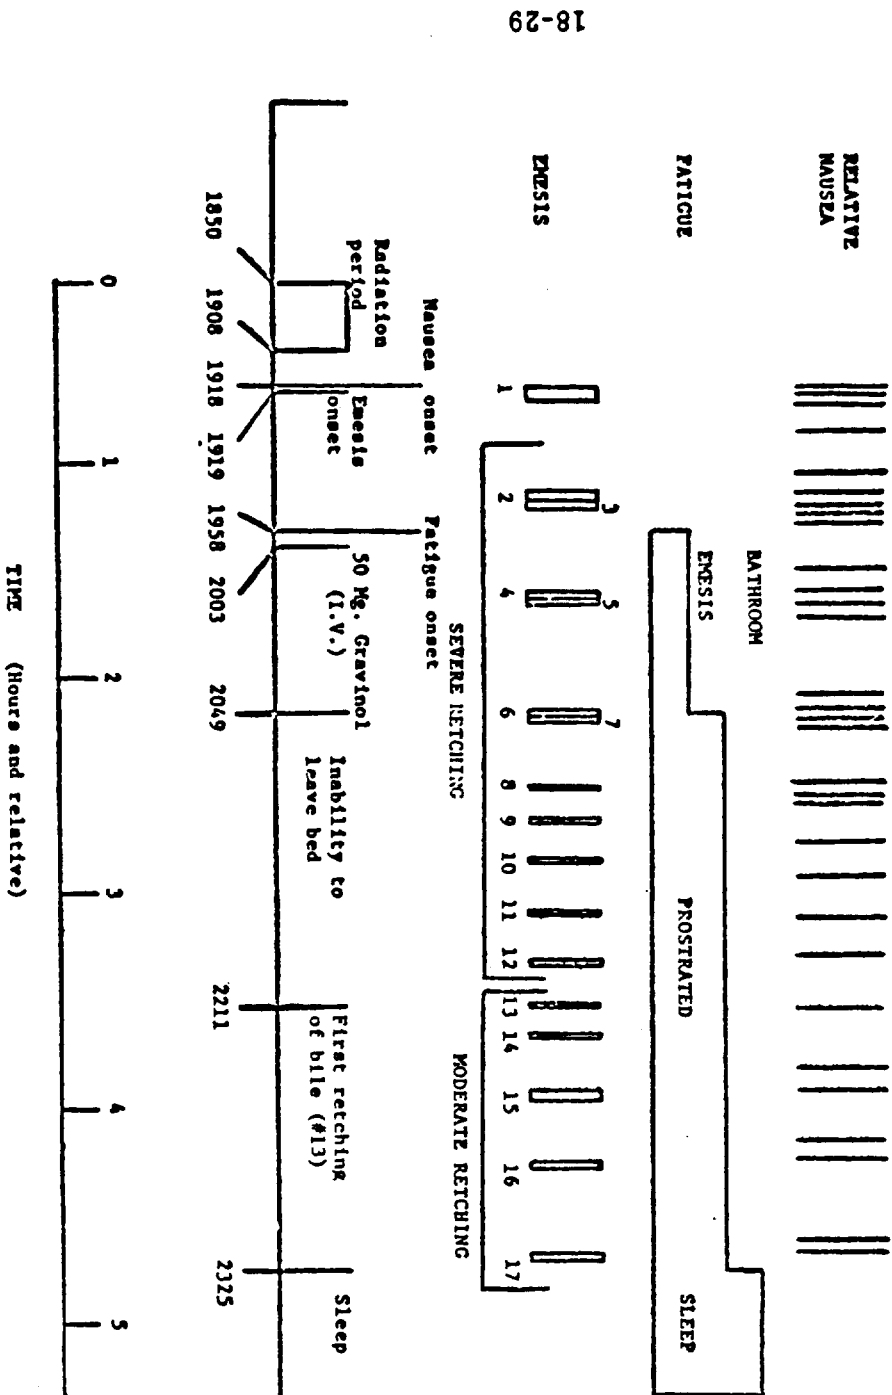 18-29
RELATIVE
NAUSEA
FATIGUE
BATHROOM
EMESIS
PROSTRATED
SLEEP
EMESIS
1
2
3
4
5
6
7
8
9
10
11
12
13
14
15
16
17
SEVERE RETCHING
MODERATE RETCHING
Nausea onset
Fatigue onset
Radiation
period
Emesis
onset
50 Mg. Gravinol
(I.V.)
Inability to
leave bed
First retching
of bile (#13)
Sleep
1850
1908
1918
1919
1958
2003
2049
2211
2325
0
1
2
3
4
5
TIME (Hours and relative)